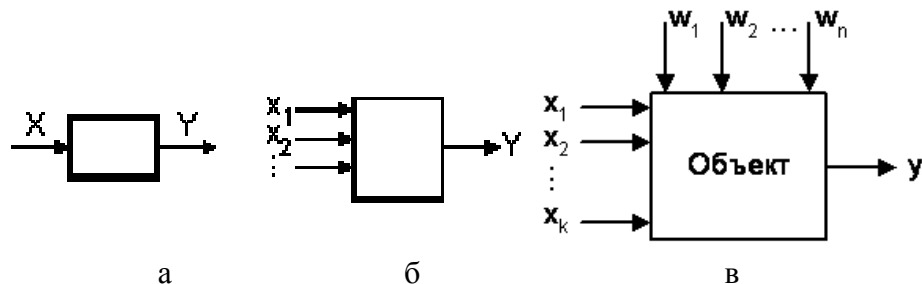 X Y
x₁
x₂
⋮
Y
w₁ w₂ ... wₙ
x₁
x₂
⋮
xₖ
Объект
y
а б в